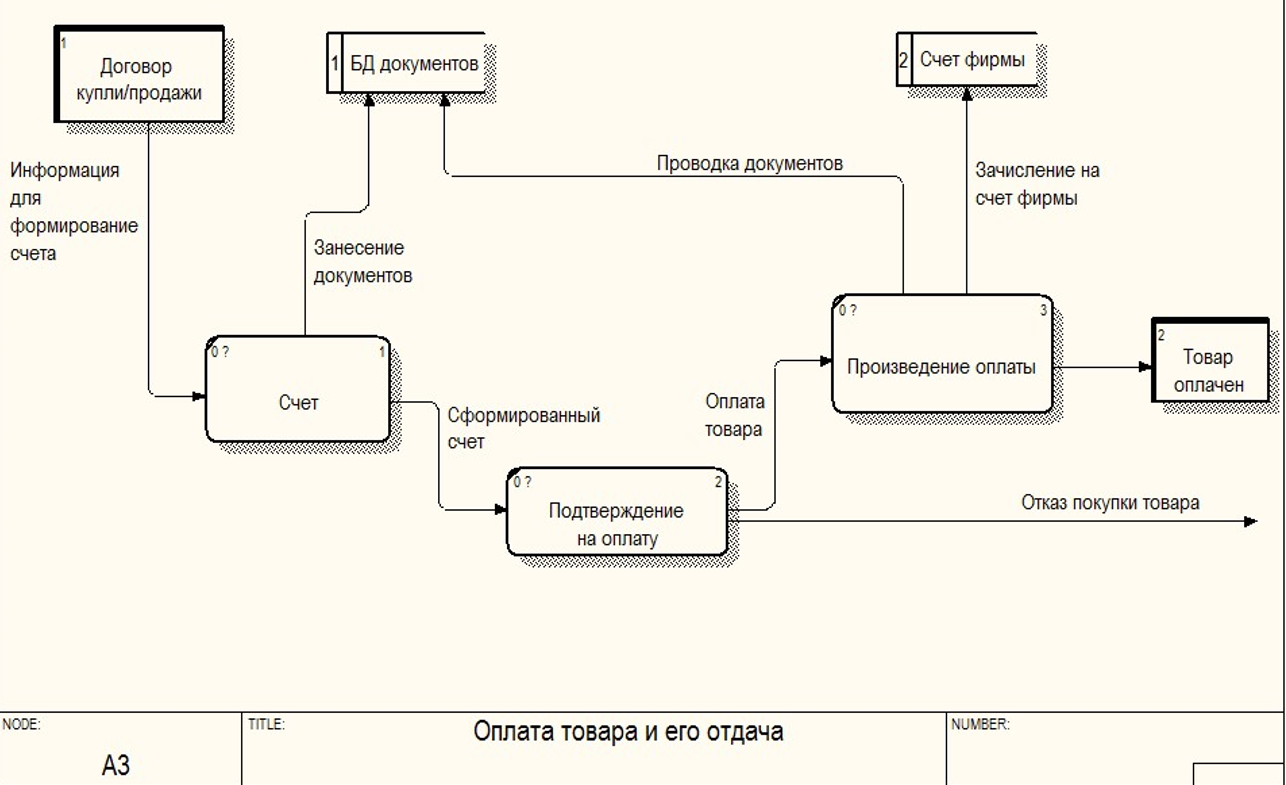 1
Договор
купли/продажи
1
БД документов
2
Счет фирмы
Информация
для
формирование
счета
Проводка документов
Зачисление на
счет фирмы
Занесение
документов
0 ?
1
Счет
0 ?
3
Произведение оплаты
2
Товар
оплачен
Сформированный
счет
Оплата
товара
0 ?
2
Подтверждение
на оплату
Отказ покупки товара
NODE:
A3
TITLE:
Оплата товара и его отдача
NUMBER: